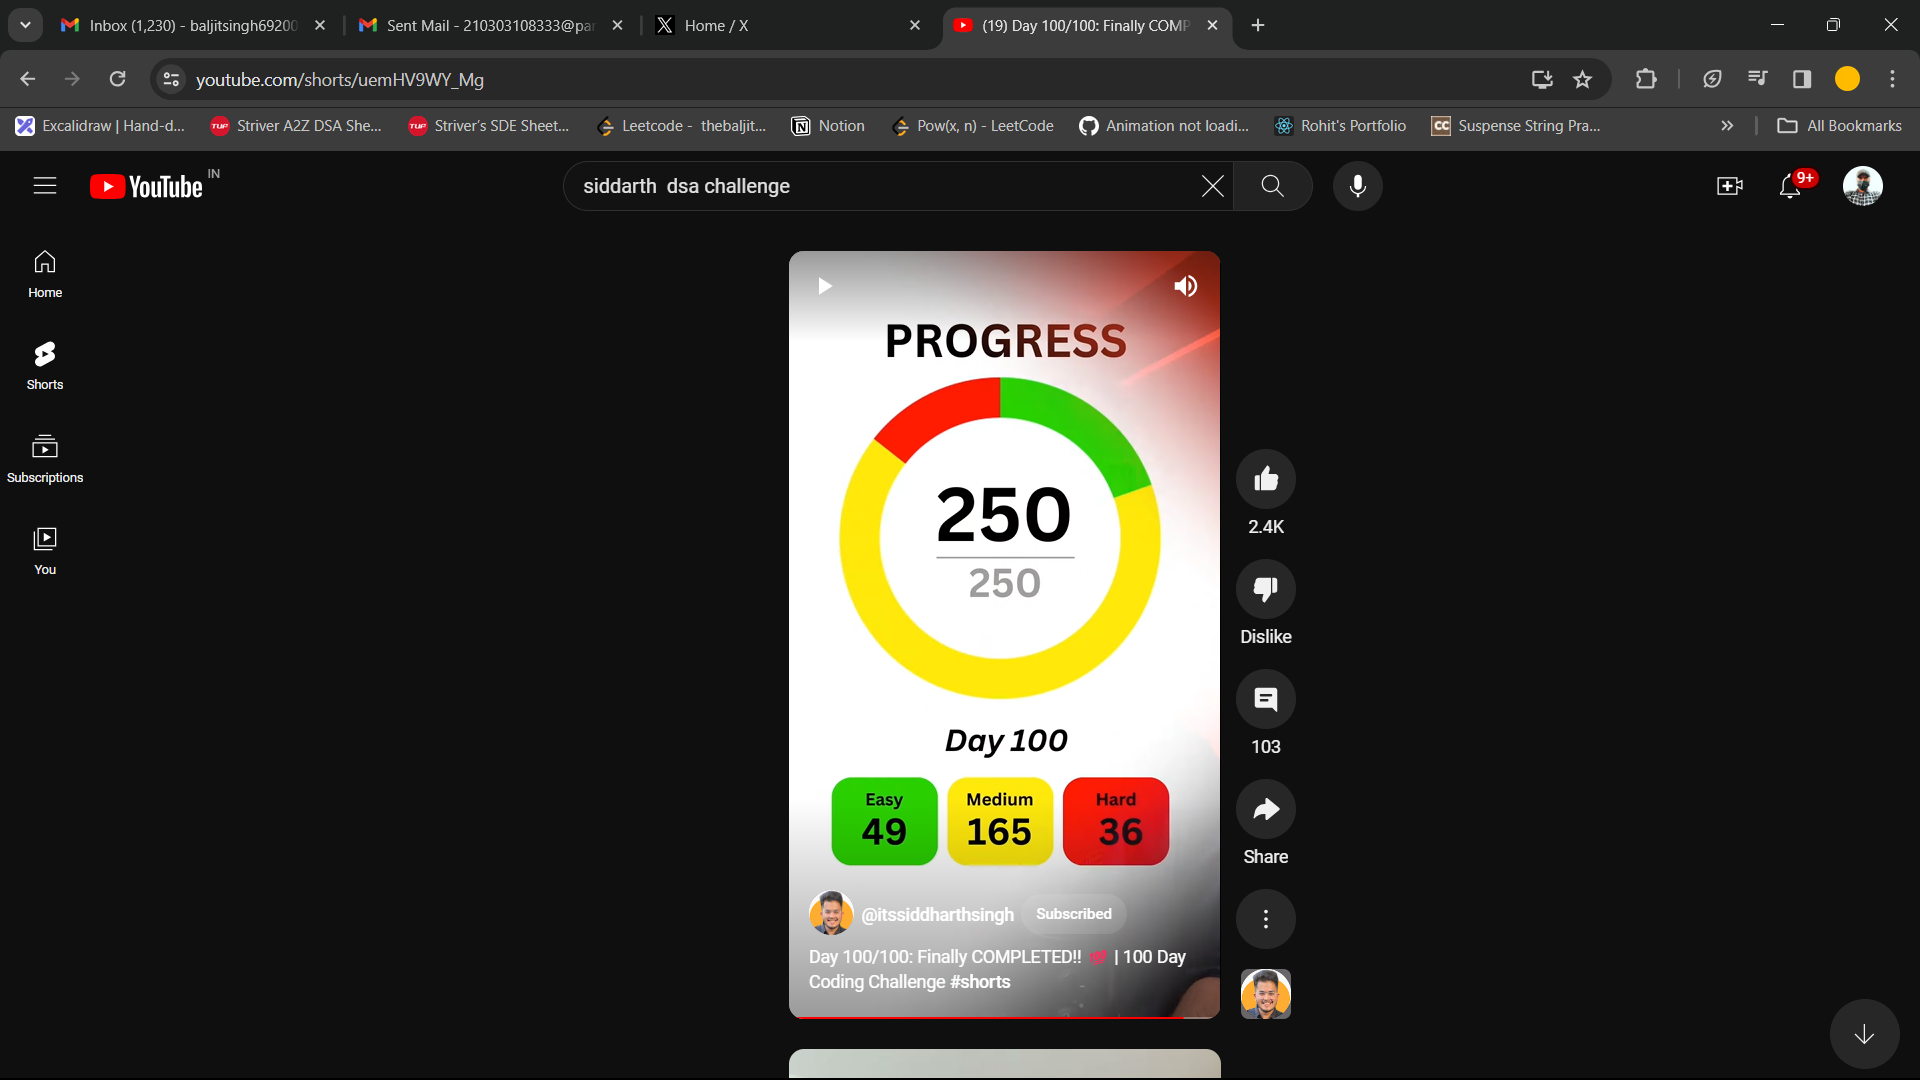 Inbox (1,230) - baljitsingh69200
Sent Mail - 210303108333@par
Home / X
(19) Day 100/100: Finally COMP
youtube.com/shorts/uemHV9WY_Mg
Excalidraw | Hand-d...
Striver A2Z DSA She...
Striver's SDE Sheet...
Leetcode - thebaljit...
Notion
Pow(x, n) - LeetCode
Animation not loadi...
Rohit's Portfolio
CC
Suspense String Pra...
All Bookmarks
YouTube
IN
siddarth dsa challenge
9+
Home
Shorts
Subscriptions
You
PROGRESS
250
250
Day 100
Easy
49
Medium
165
Hard
36
@itssiddharthsingh
Subscribed
Day 100/100: Finally COMPLETED!! 💯 | 100 Day
Coding Challenge #shorts
2.4K
Dislike
103
Share